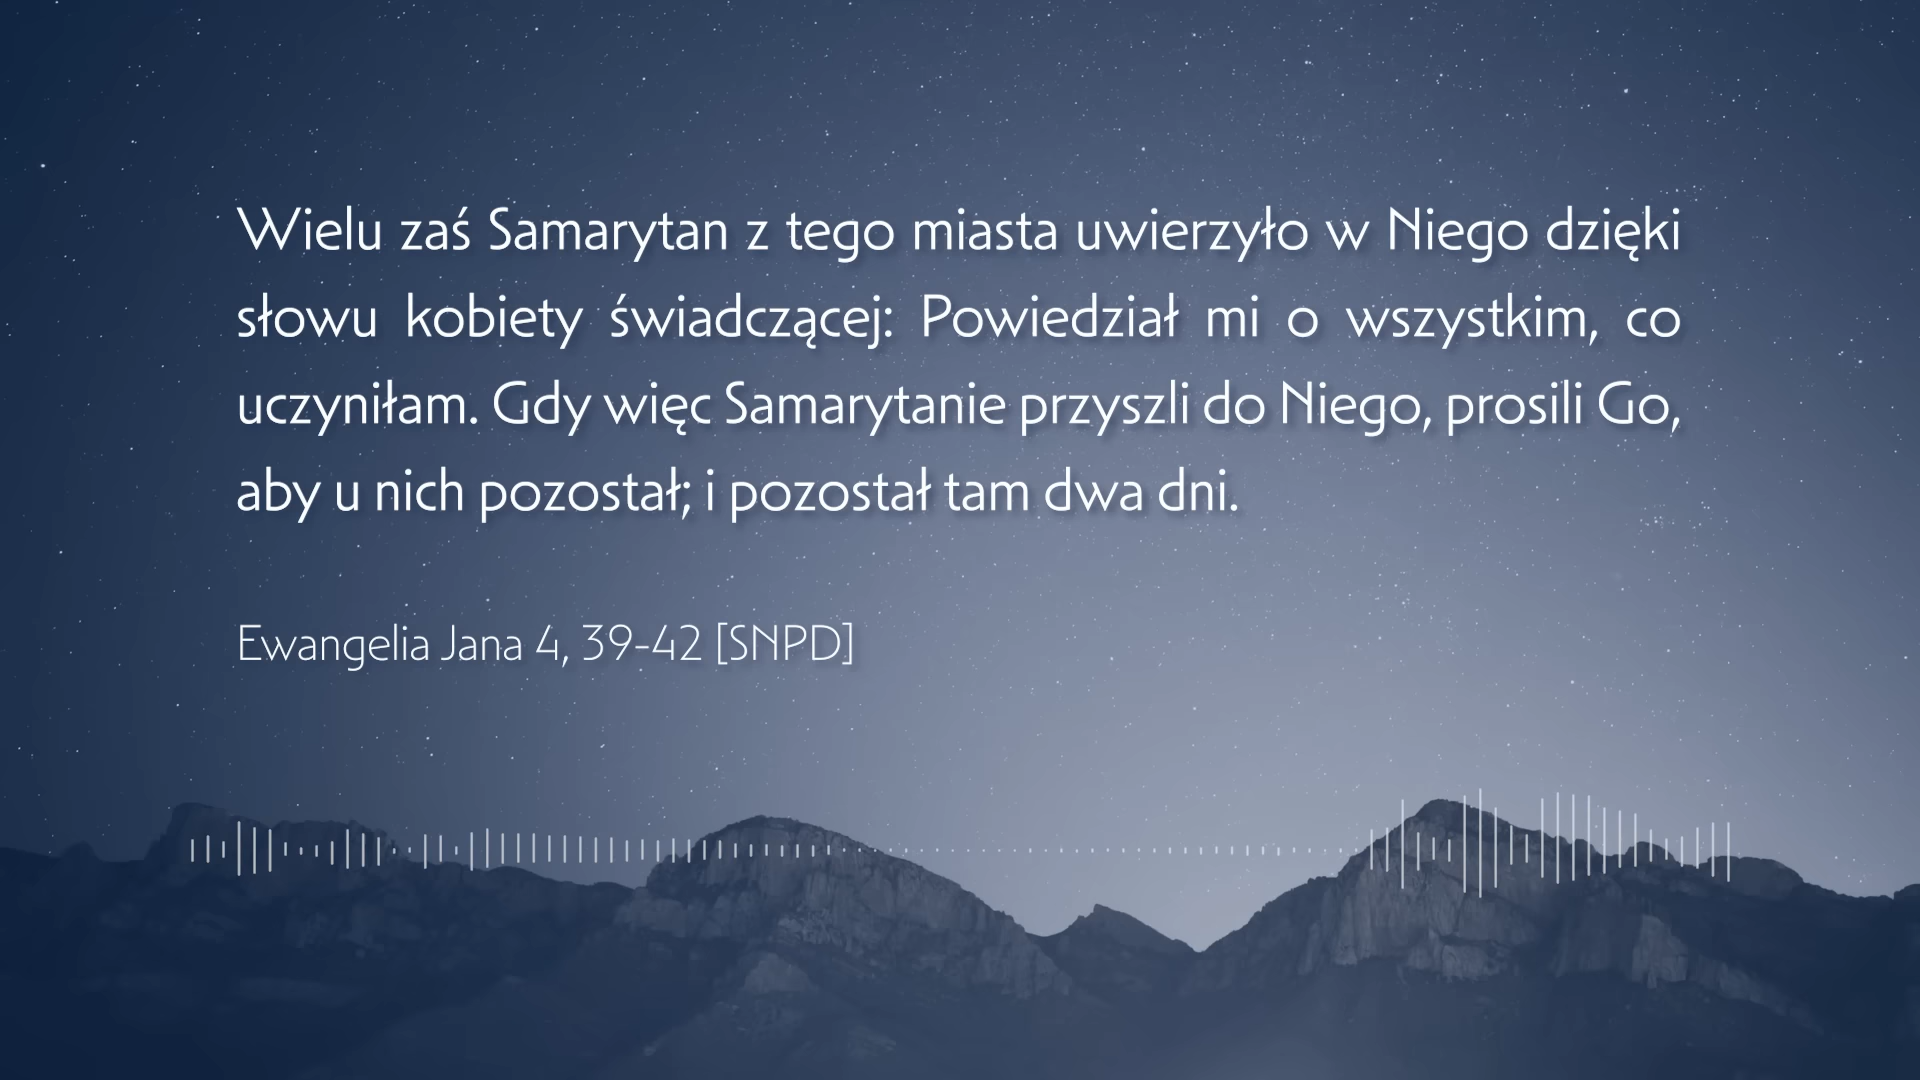 Wielu zaś Samarytan z tego miasta uwierzyło w Niego dzięki
słowu kobiety świadczącej: Powiedział mi o wszystkim, co
uczyniłam. Gdy więc Samarytanie przyszli do Niego, prosili Go,
aby u nich pozostał; i pozostał tam dwa dni.
Ewangelia Jana 4, 39-42 [SNPD]